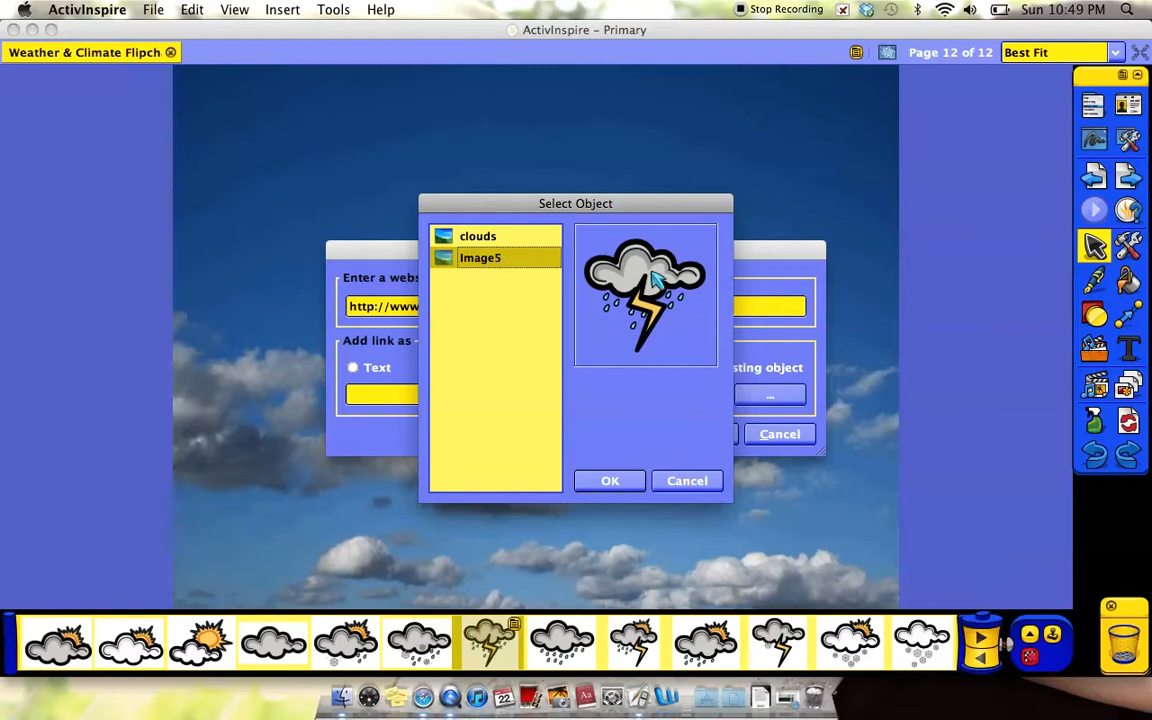 ActivInspire File Edit View Insert Tools Help Stop Recording Sun 10:49 PM
ActivInspire – Primary
Weather & Climate Flipch Page 12 of 12 Best Fit
Select Object
clouds
Image5
Enter a webs
http://www
Add link as
Text sting object
...
Cancel
OK Cancel